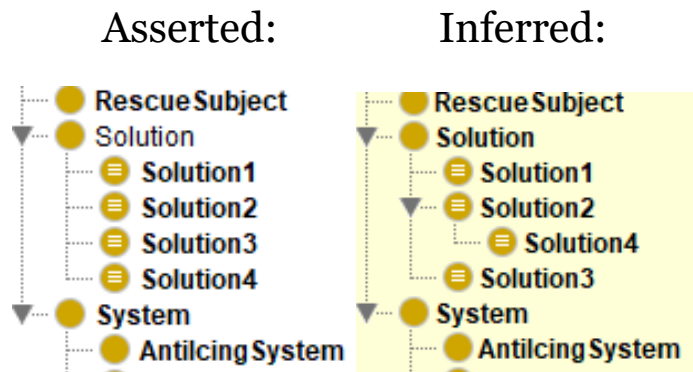 Asserted:
RescueSubject
Solution
Solution1
Solution2
Solution3
Solution4
System
AntiIcingSystem
Inferred:
RescueSubject
Solution
Solution1
Solution2
Solution4
Solution3
System
AntiIcingSystem